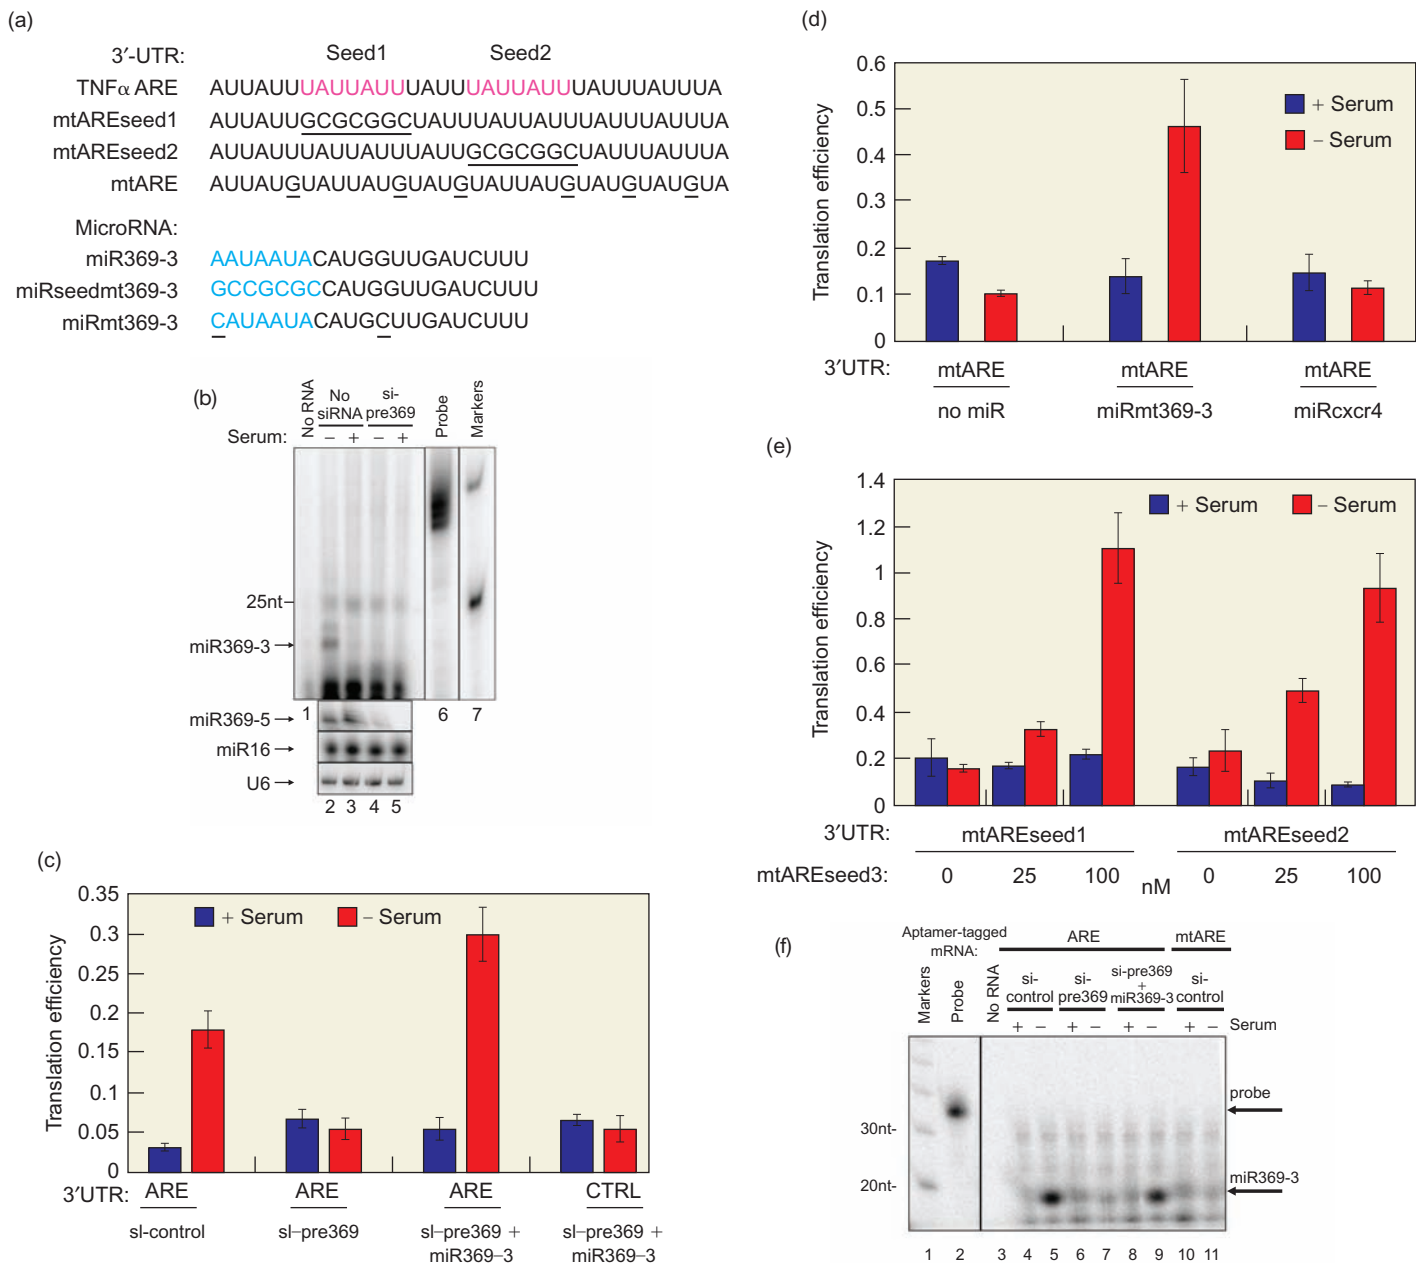 (a)
3′-UTR: Seed1 Seed2
TNFα ARE AUUAUUUAUUAUUUAUUUAUUAUUUAUUUAUUUA
mtAREseed1 AUUAUUGCGCGGCUAUUUAUUAUUUAUUUAUUUA
mtAREseed2 AUUAUUUAUUAUUUAUUGCGCGGCUAUUUAUUUA
mtARE AUUAUGUAUUAUGUAUGUAUUAUGUAUGUAUGUA
MicroRNA:
miR369-3 AAUAAUACAUGGUUGAUCUUU
miRseedmt369-3 GCCGCGCCAUGGUUGAUCUUU
miRmt369-3 CAUAAUACAUGCUUGAUCUUU
(b)
No RNA
No siRNA
si-pre369
Probe
Markers
Serum: − + − +
25nt
miR369-3
1 6 7
miR369-5
miR16
U6
2 3 4 5
(c)
Translation efficiency
+ Serum − Serum
0.35
0.3
0.25
0.2
0.15
0.1
0.05
0
3′UTR: ARE ARE ARE CTRL
sl-control sl–pre369 sl–pre369 + miR369–3 sl–pre369 + miR369–3
(d)
Translation efficiency
+ Serum
− Serum
0.6
0.5
0.4
0.3
0.2
0.1
0
3′UTR: mtARE mtARE mtARE
no miR miRmt369-3 miRcxcr4
(e)
Translation efficiency
+ Serum − Serum
1.4
1.2
1
0.8
0.6
0.4
0.2
0
3′UTR: mtAREseed1 mtAREseed2
mtAREseed3: 0 25 100 nM 0 25 100
(f)
Aptamer-tagged mRNA: ARE mtARE
Markers
Probe
No RNA
si-control
si-pre369
si-pre369 + miR369-3
si-control
+ − + − + − + − Serum
probe
30nt-
miR369-3
20nt-
1 2 3 4 5 6 7 8 9 10 11